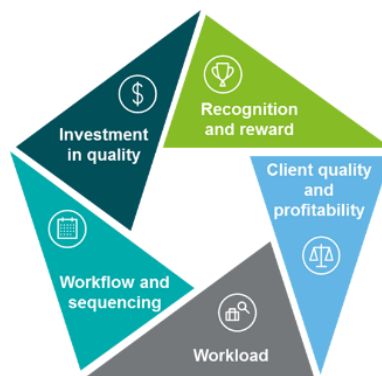 $
Investment
in quality
Recognition
and reward
Client quality
and
profitability
Workload
Workflow and
sequencing